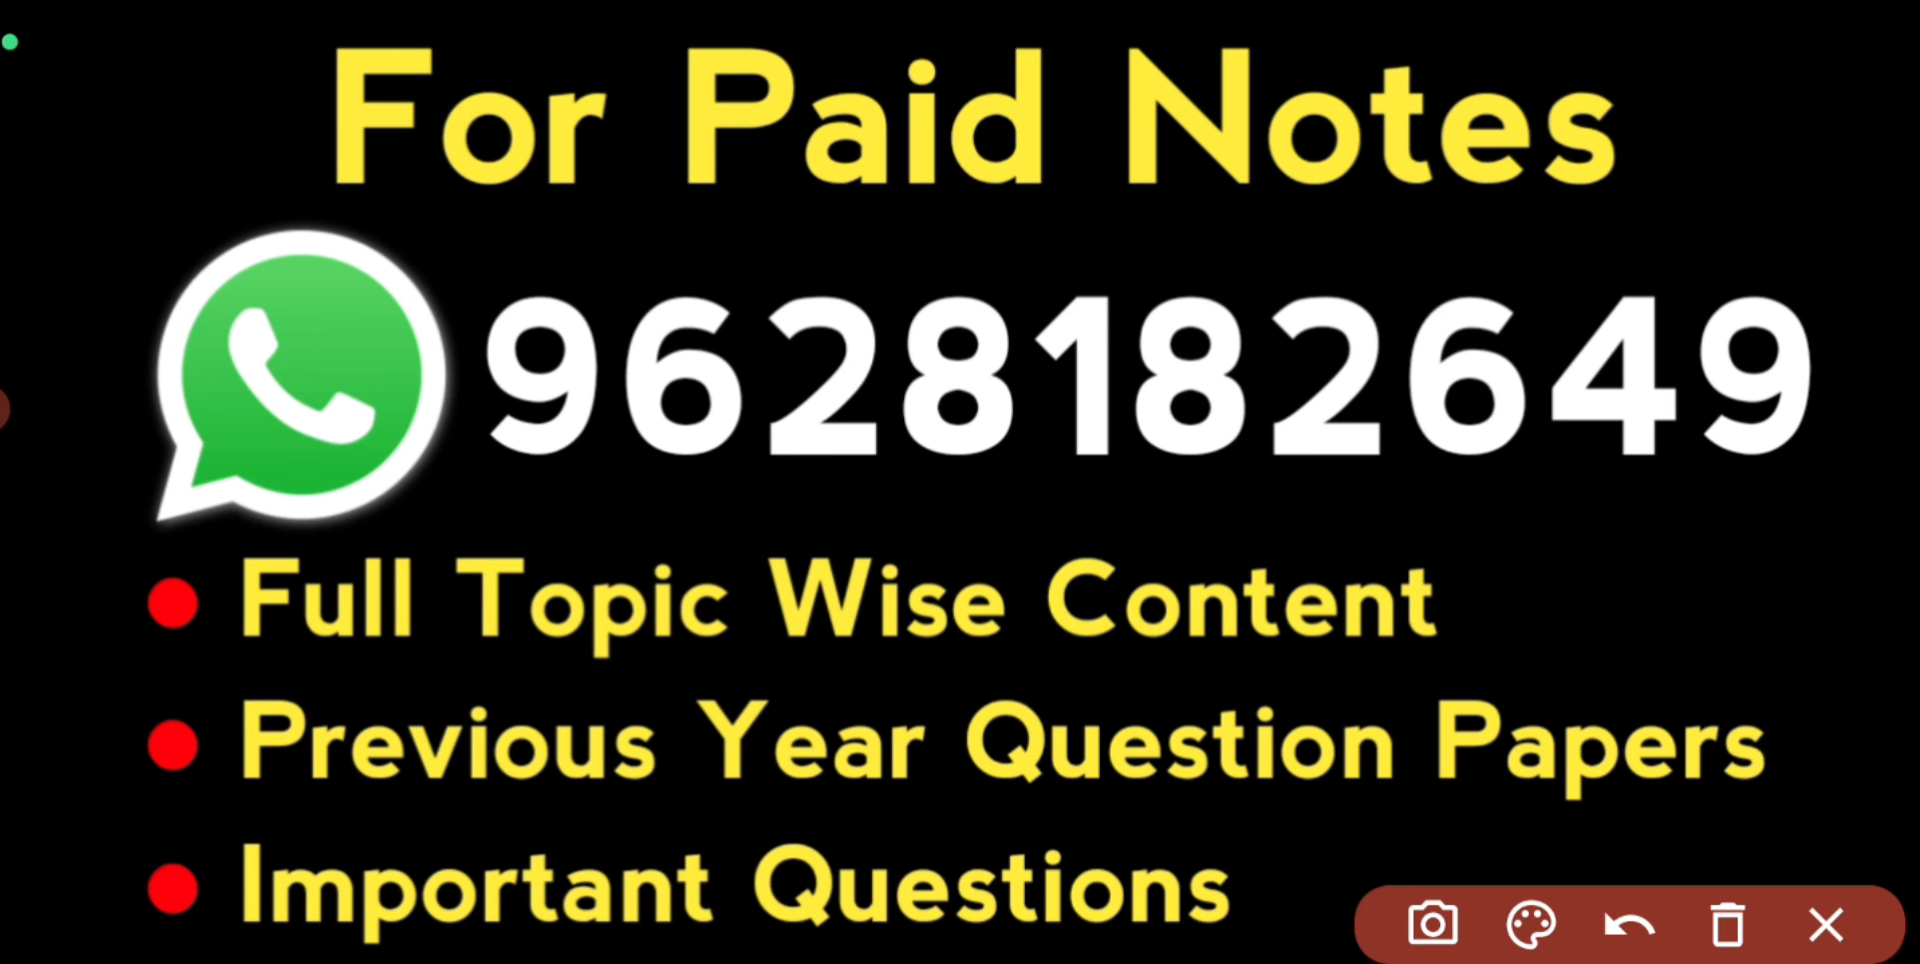 For Paid Notes
9628182649
Full Topic Wise Content
Previous Year Question Papers
Important Questions